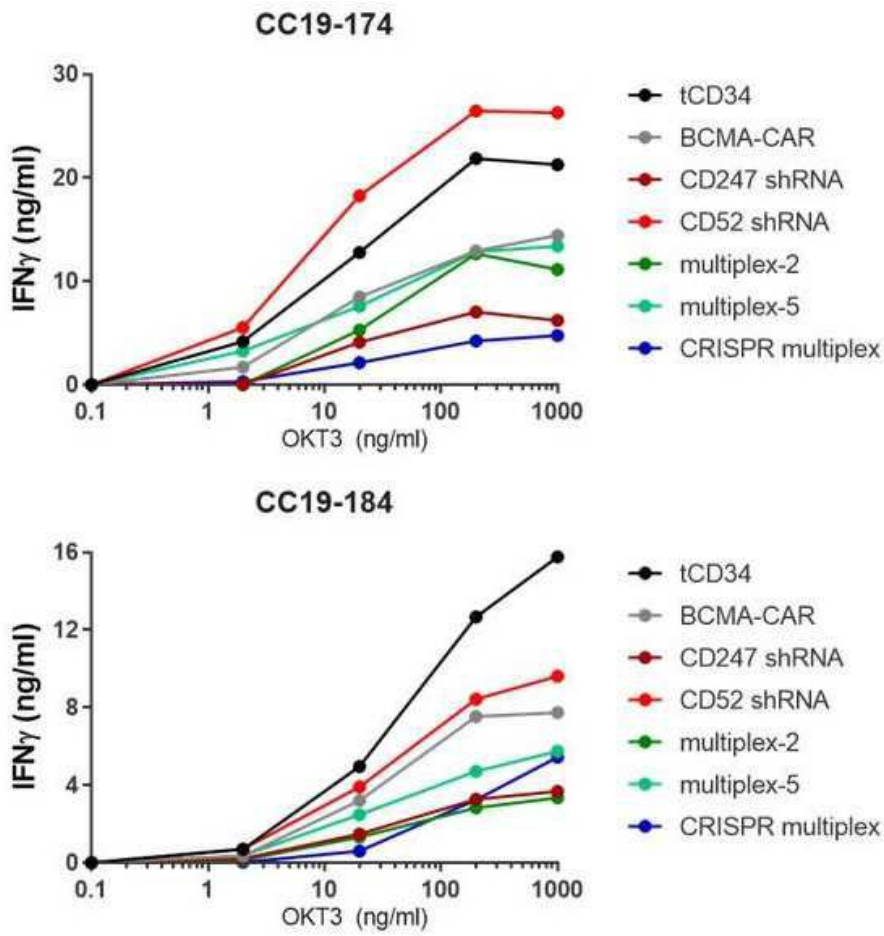 CC19-174
30
20
10
0
IFNγ (ng/ml)
0.1 1 10 100 1000
OKT3 (ng/ml)
tCD34
BCMA-CAR
CD247 shRNA
CD52 shRNA
multiplex-2
multiplex-5
CRISPR multiplex
CC19-184
16
12
8
4
0
IFNγ (ng/ml)
0.1 1 10 100 1000
OKT3 (ng/ml)
tCD34
BCMA-CAR
CD247 shRNA
CD52 shRNA
multiplex-2
multiplex-5
CRISPR multiplex